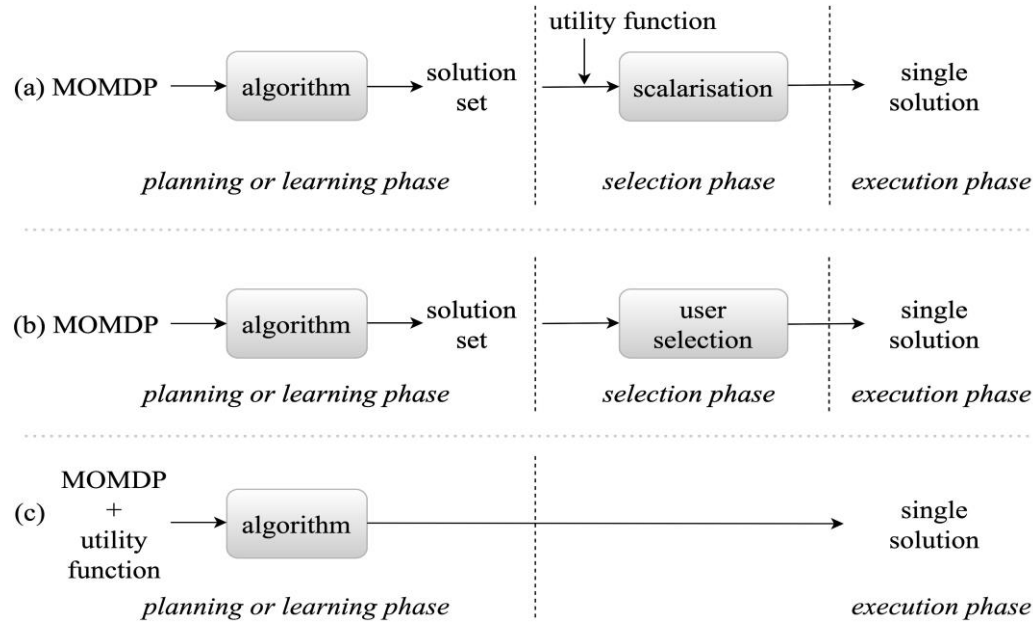 utility function
(a) MOMDP
algorithm
solution
set
scalarisation
single
solution
planning or learning phase
selection phase
execution phase
(b) MOMDP
algorithm
solution
set
user
selection
single
solution
planning or learning phase
selection phase
execution phase
(c)
MOMDP
+
utility
function
algorithm
single
solution
planning or learning phase
execution phase